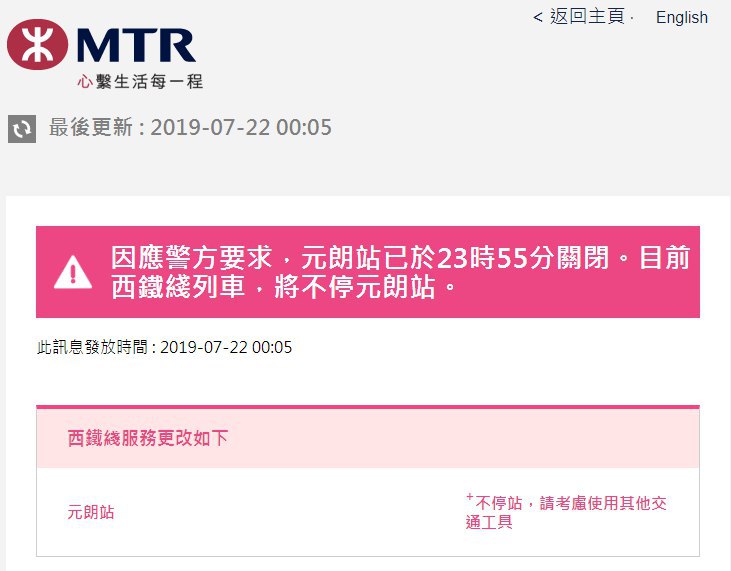 < 返回主頁· English
MTR
心繫生活每一程
最後更新 : 2019-07-22 00:05
因應警方要求，元朗站已於23時55分關閉。目前
西鐵綫列車，將不停元朗站。
此訊息發放時間 : 2019-07-22 00:05
西鐵綫服務更改如下
元朗站
+不停站，請考慮使用其他交
通工具